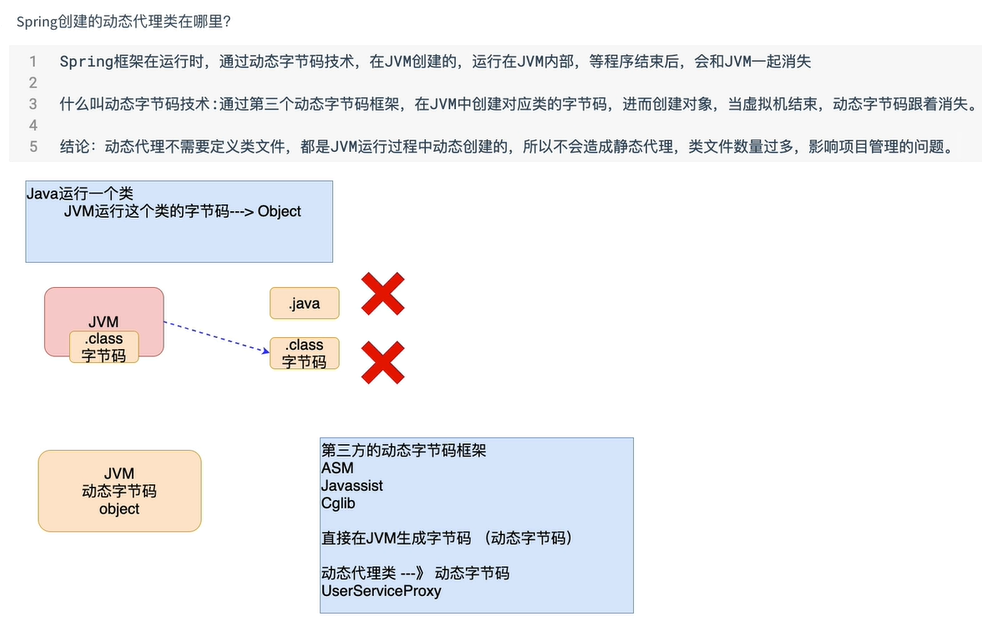 Spring创建的动态代理类在哪里?
1 Spring框架在运行时，通过动态字节码技术，在JVM创建的，运行在JVM内部，等程序结束后，会和JVM一起消失
2
3 什么叫动态字节码技术:通过第三个动态字节码框架，在JVM中创建对应类的字节码，进而创建对象，当虚拟机结束，动态字节码跟着消失。
4
5 结论：动态代理不需要定义类文件，都是JVM运行过程中动态创建的，所以不会造成静态代理，类文件数量过多，影响项目管理的问题。
Java运行一个类
JVM运行这个类的字节码---> Object
JVM
.class
字节码
.java
.class
字节码
JVM
动态字节码
object
第三方的动态字节码框架
ASM
Javassist
Cglib
直接在JVM生成字节码 （动态字节码）
动态代理类 ---》 动态字节码
UserServiceProxy